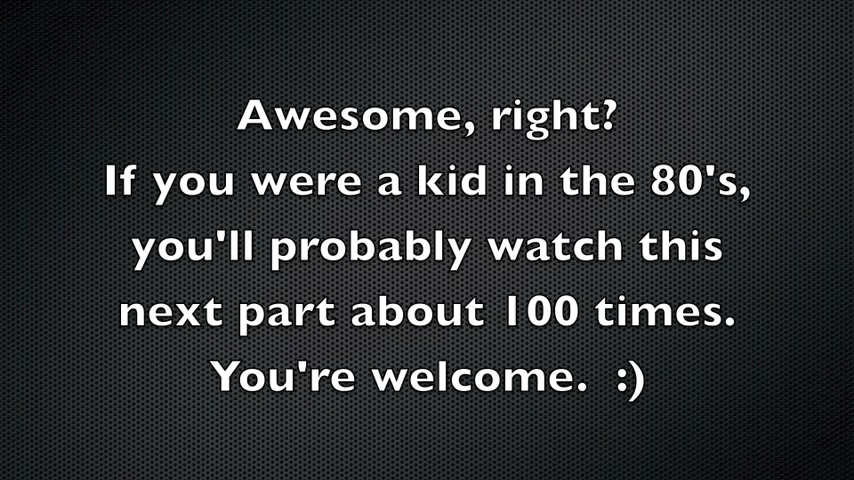 Awesome, right?
If you were a kid in the 80's,
you'll probably watch this
next part about 100 times.
You're welcome.  :)